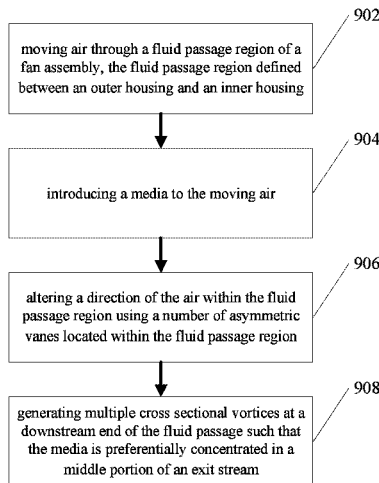 902
moving air through a fluid passage region of a
fan assembly, the fluid passage region defined
between an outer housing and an inner housing
904
introducing a media to the moving air
906
altering a direction of the air within the fluid
passage region using a number of asymmetric
vanes located within the fluid passage region
908
generating multiple cross sectional vortices at a
downstream end of the fluid passage such that
the media is preferentially concentrated in a
middle portion of an exit stream